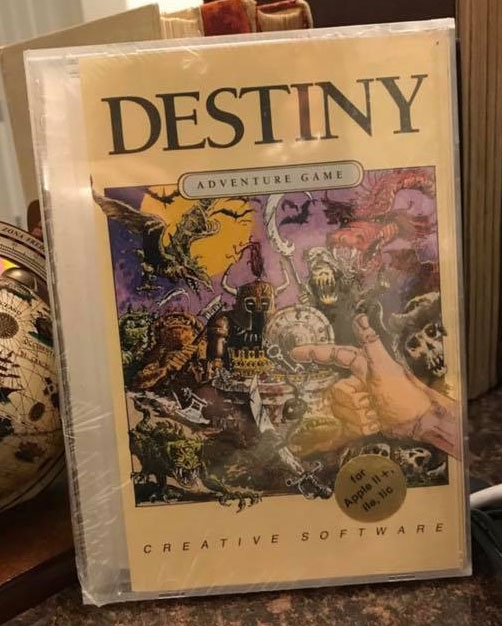 DESTINY
ADVENTURE GAME
for
Apple II +,
IIe, IIc
CREATIVE SOFTWARE